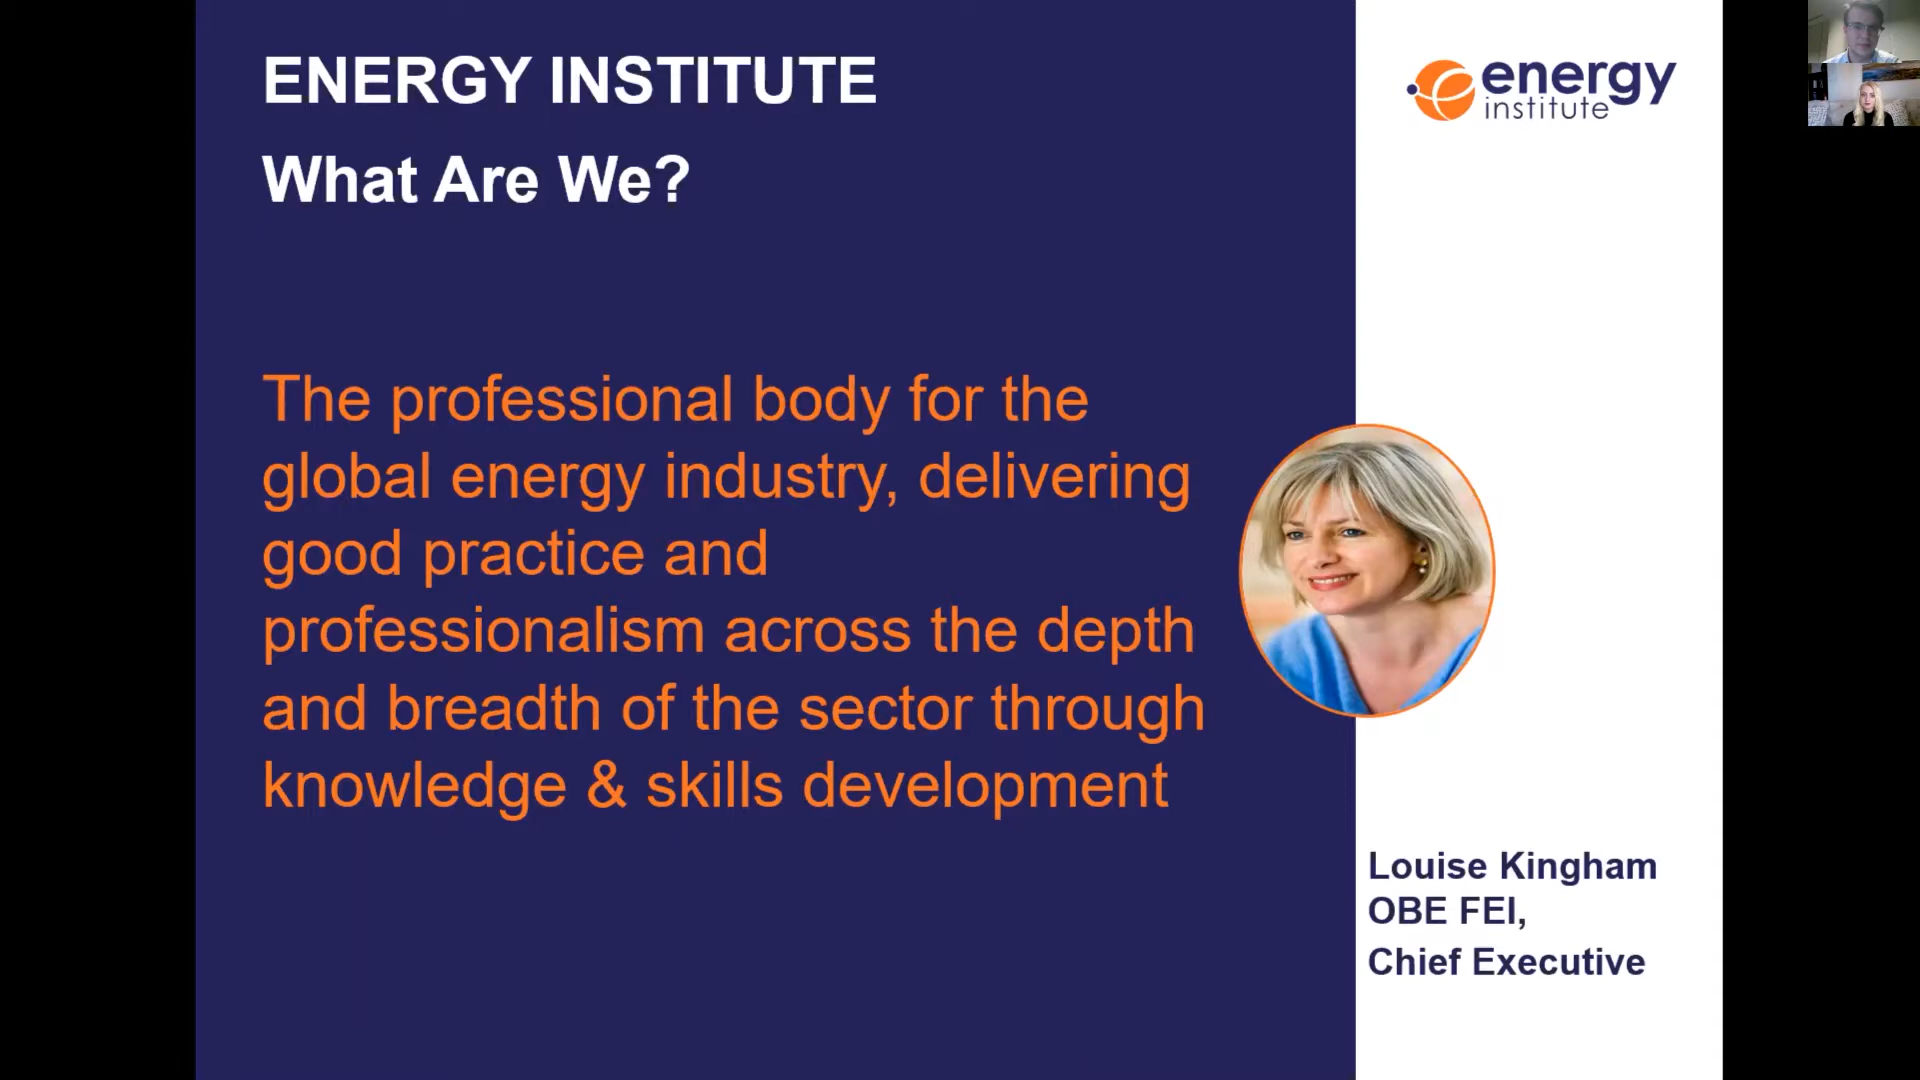 ENERGY INSTITUTE
What Are We?
The professional body for the
global energy industry, delivering
good practice and
professionalism across the depth
and breadth of the sector through
knowledge & skills development
energy
institute
Louise Kingham
OBE FEI,
Chief Executive